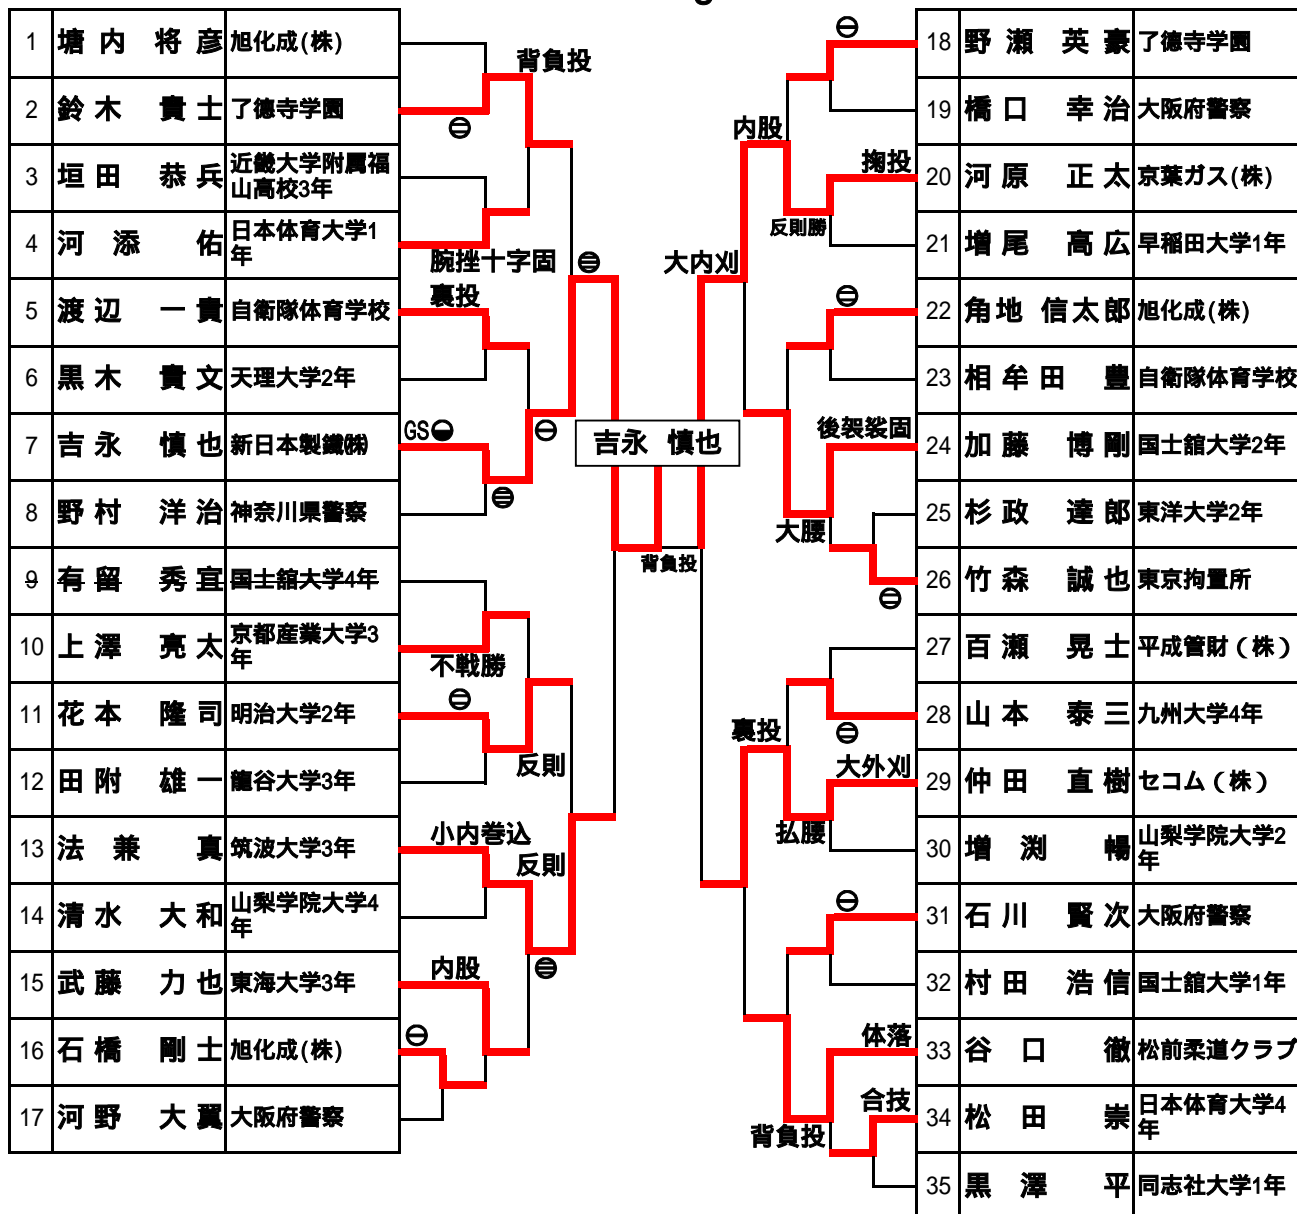 g
1 塘内 将彦 旭化成(株)
2 鈴木 貴士 了德寺学園
3 垣田 恭兵 近畿大学附属福
山高校3年
4 河添 佑 日本体育大学1
年
5 渡辺 一貴 自衛隊体育学校
6 黒木 貴文 天理大学2年
7 吉永 慎也 新日本製鐵(株)
8 野村 洋治 神奈川県警察
9 有留 秀宜 国士舘大学4年
10 上澤 亮太 京都産業大学3
年
11 花本 隆司 明治大学2年
12 田附 雄一 龍谷大学3年
13 法兼 真 筑波大学3年
14 清水 大和 山梨学院大学4
年
15 武藤 力也 東海大学3年
16 石橋 剛士 旭化成(株)
17 河野 大翼 大阪府警察
背負投
腕挫十字固
裏投
GS
不戦勝
反則
小内巻込
反則
内股
吉永 慎也
背負投
内股
掬投
反則勝
大内刈
後袈裟固
大腰
裏投
大外刈
払腰
体落
合技
背負投
18 野瀬 英豪 了德寺学園
19 橋口 幸治 大阪府警察
20 河原 正太 京葉ガス(株)
21 増尾 高広 早稲田大学1年
22 角地 信太郎 旭化成(株)
23 相牟田 豊 自衛隊体育学校
24 加藤 博剛 国士舘大学2年
25 杉政 達郎 東洋大学2年
26 竹森 誠也 東京拘置所
27 百瀬 晃士 平成管財(株)
28 山本 泰三 九州大学4年
29 仲田 直樹 セコム(株)
30 増渕 暢 山梨学院大学2
年
31 石川 賢次 大阪府警察
32 村田 浩信 国士舘大学1年
33 谷口 徹 松前柔道クラブ
34 松田 崇 日本体育大学4
年
35 黒澤 平 同志社大学1年